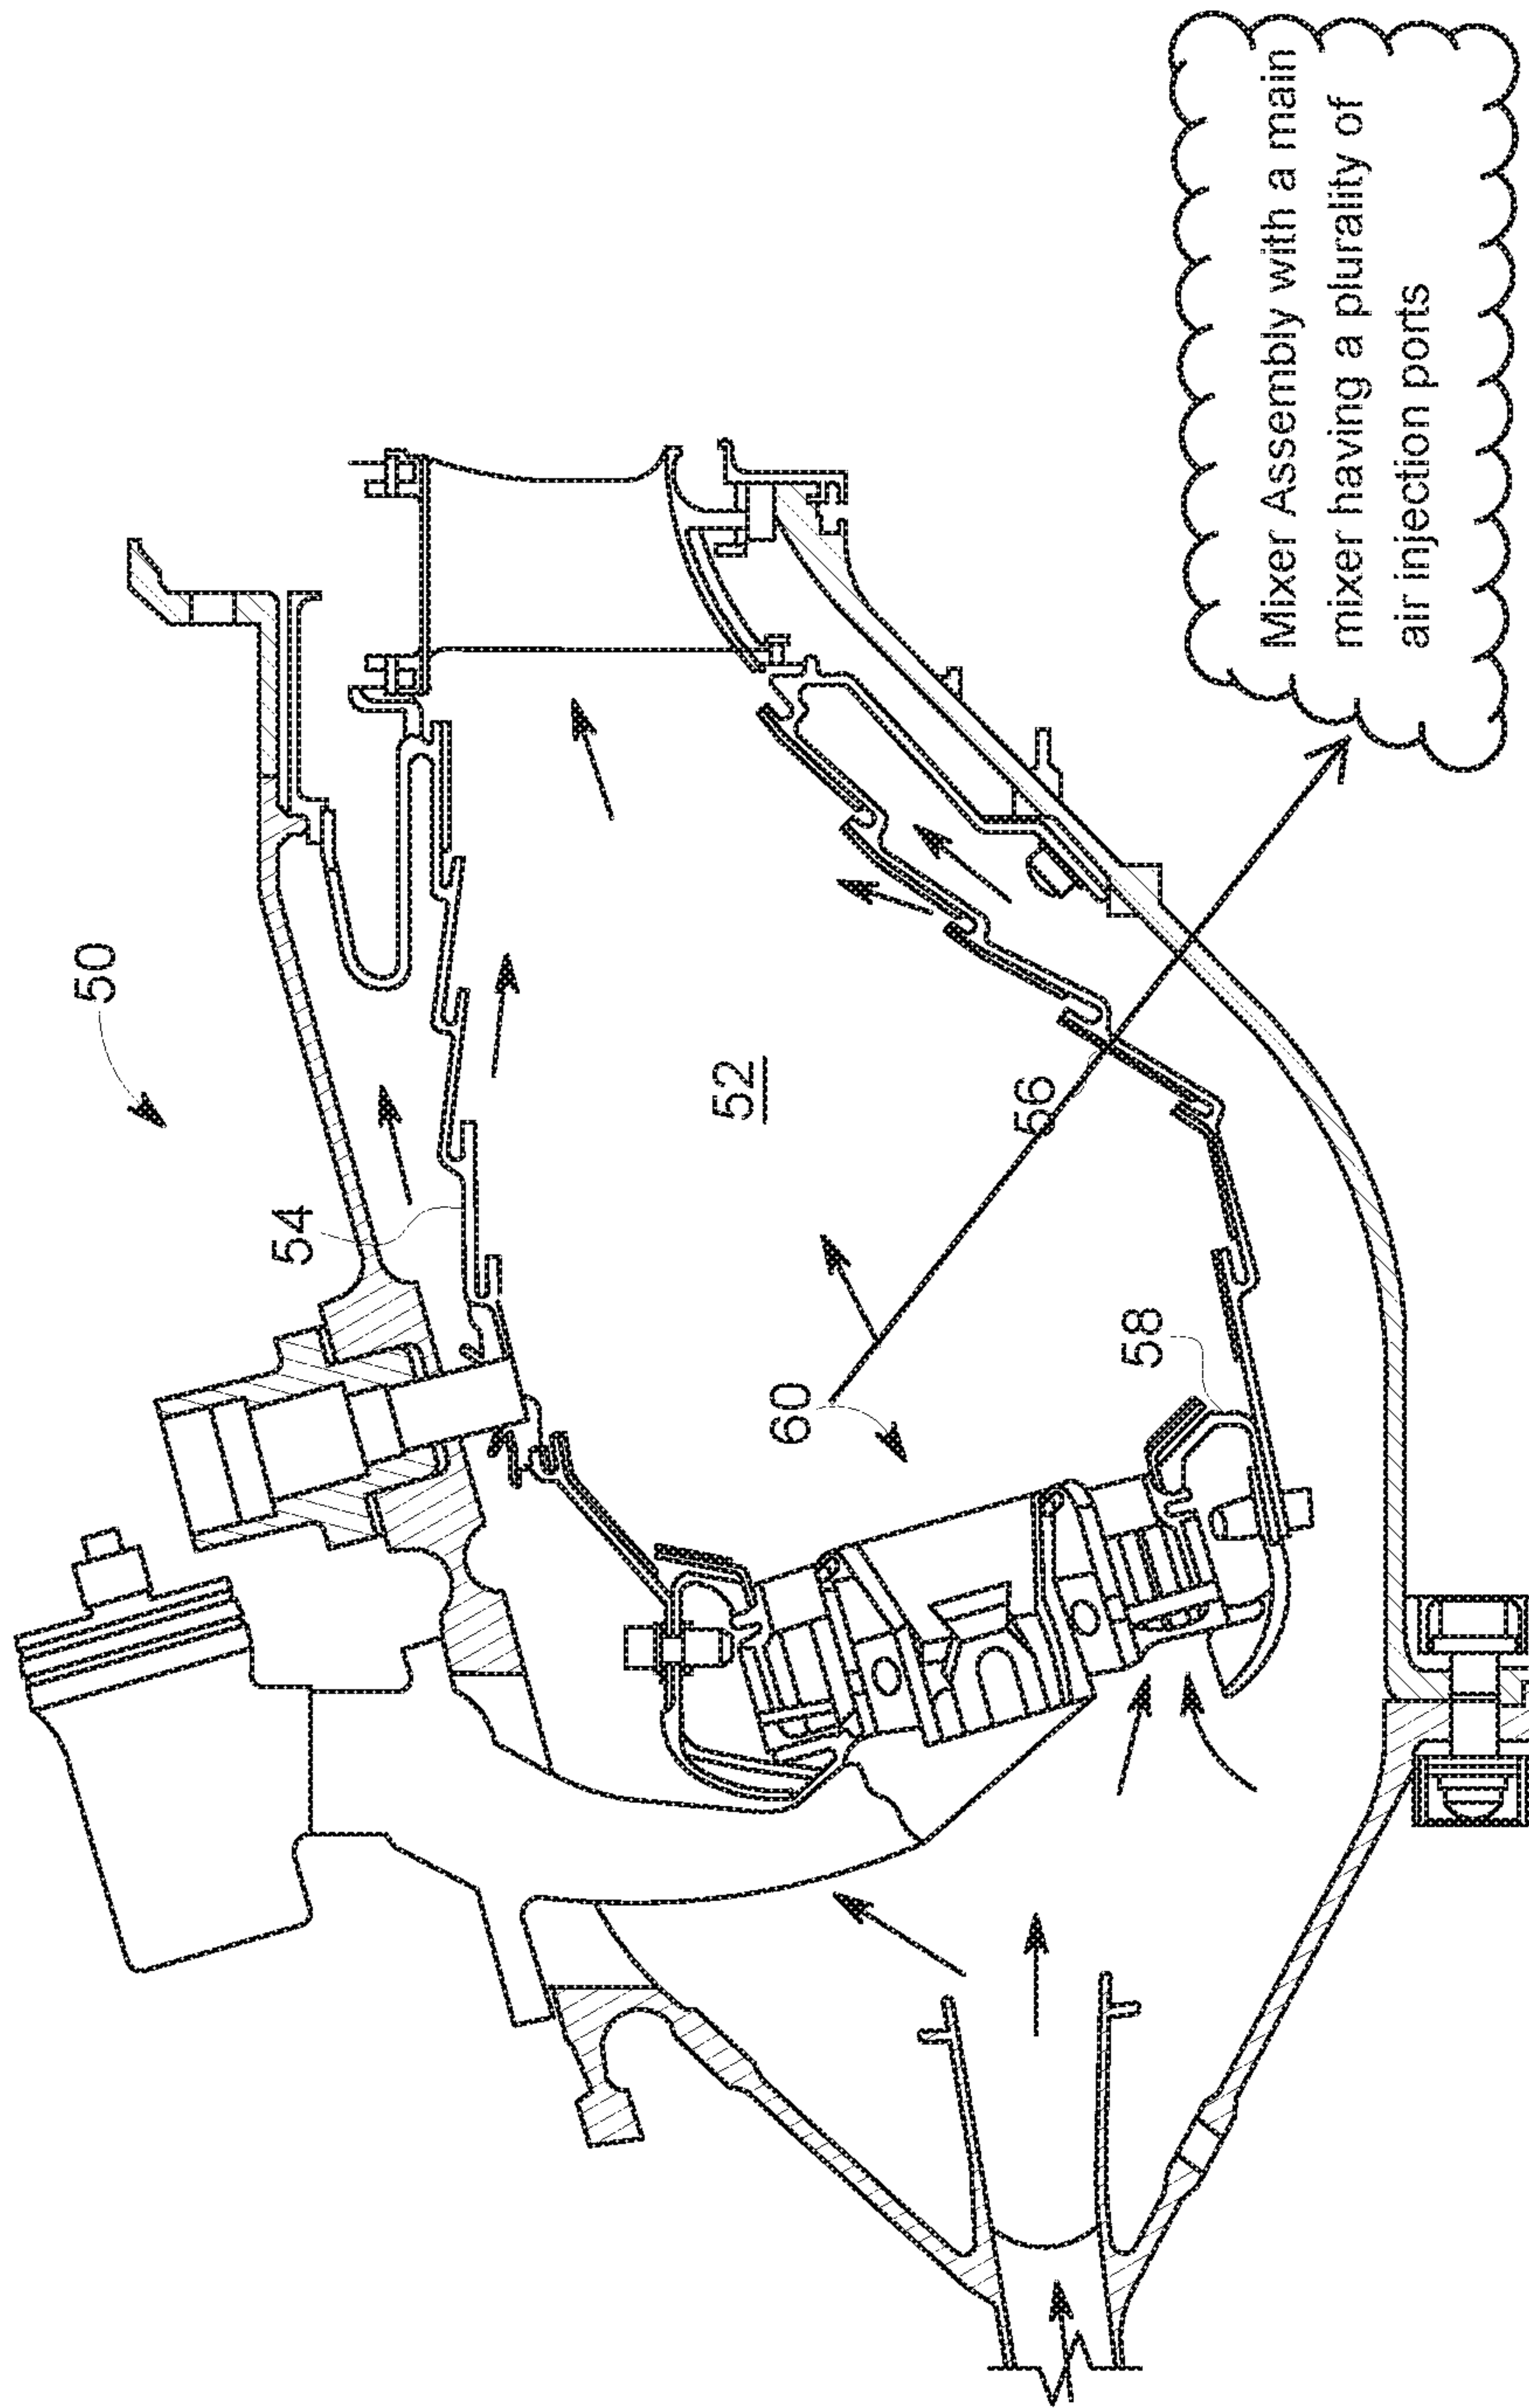 50
54
52
56
60
58
Mixer Assembly with a main
mixer having a plurality of
air injection ports